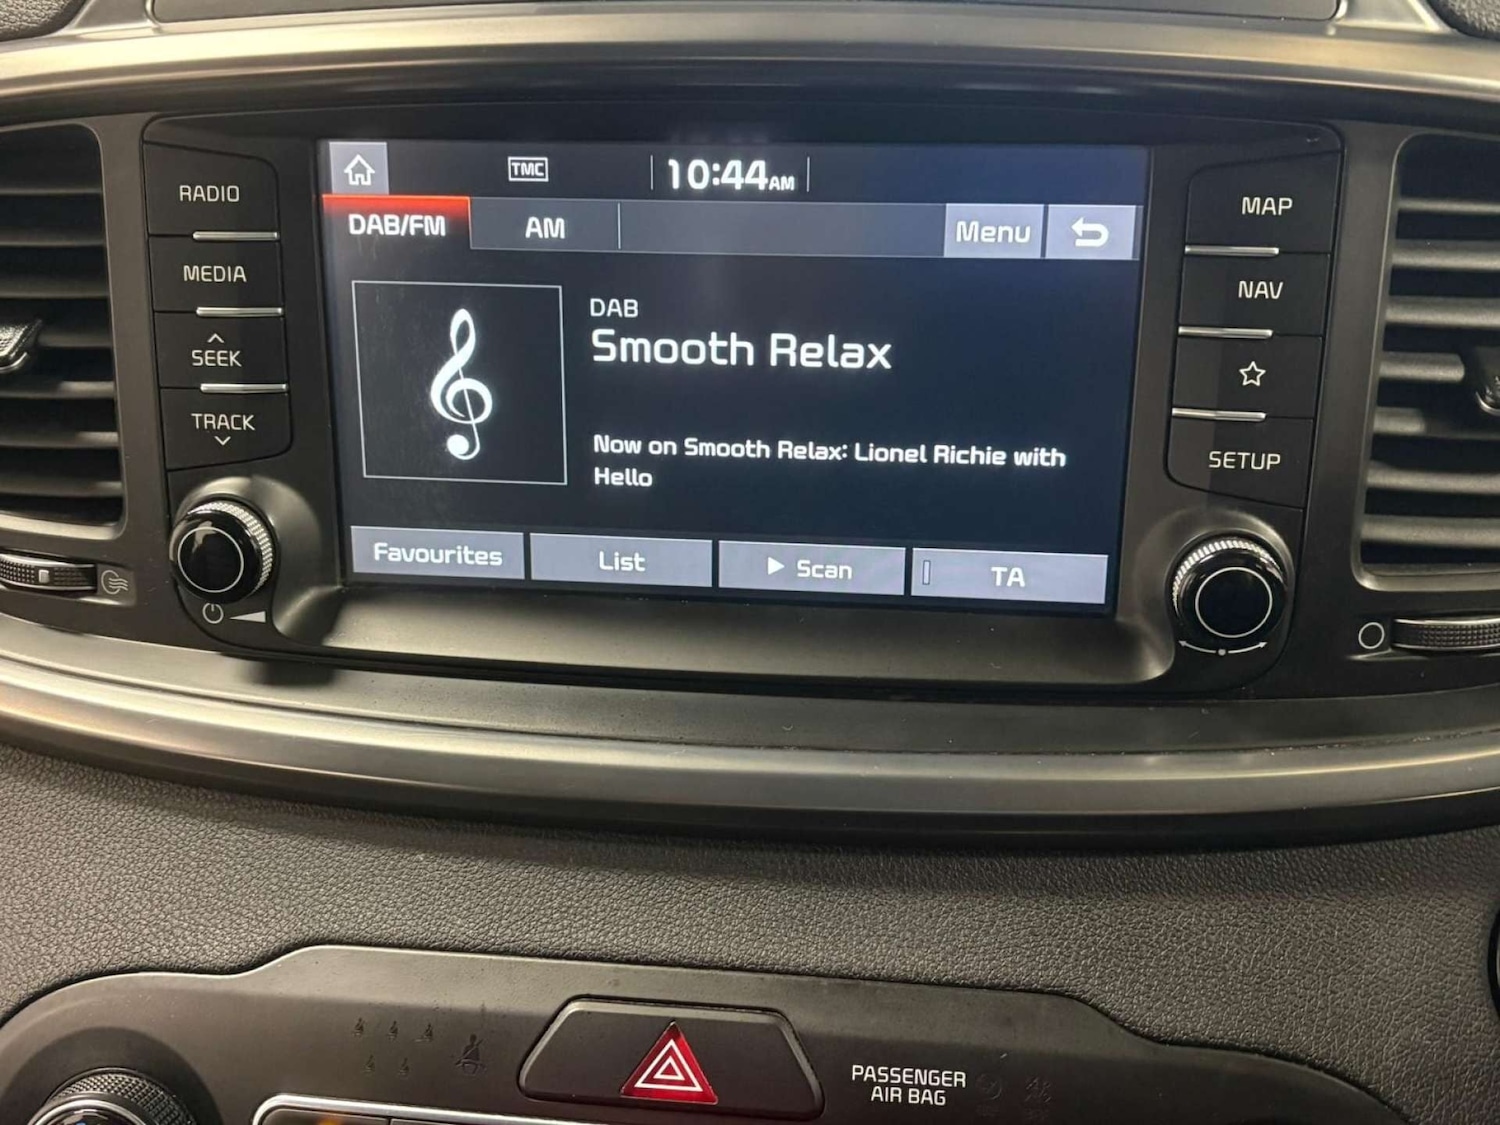 RADIO
MEDIA
SEEK
TRACK
TMC
10:44AM
DAB/FM
AM
Menu
DAB
Smooth Relax
Now on Smooth Relax: Lionel Richie with
Hello
Favourites
List
Scan
TA
MAP
NAV
SETUP
PASSENGER
AIR BAG